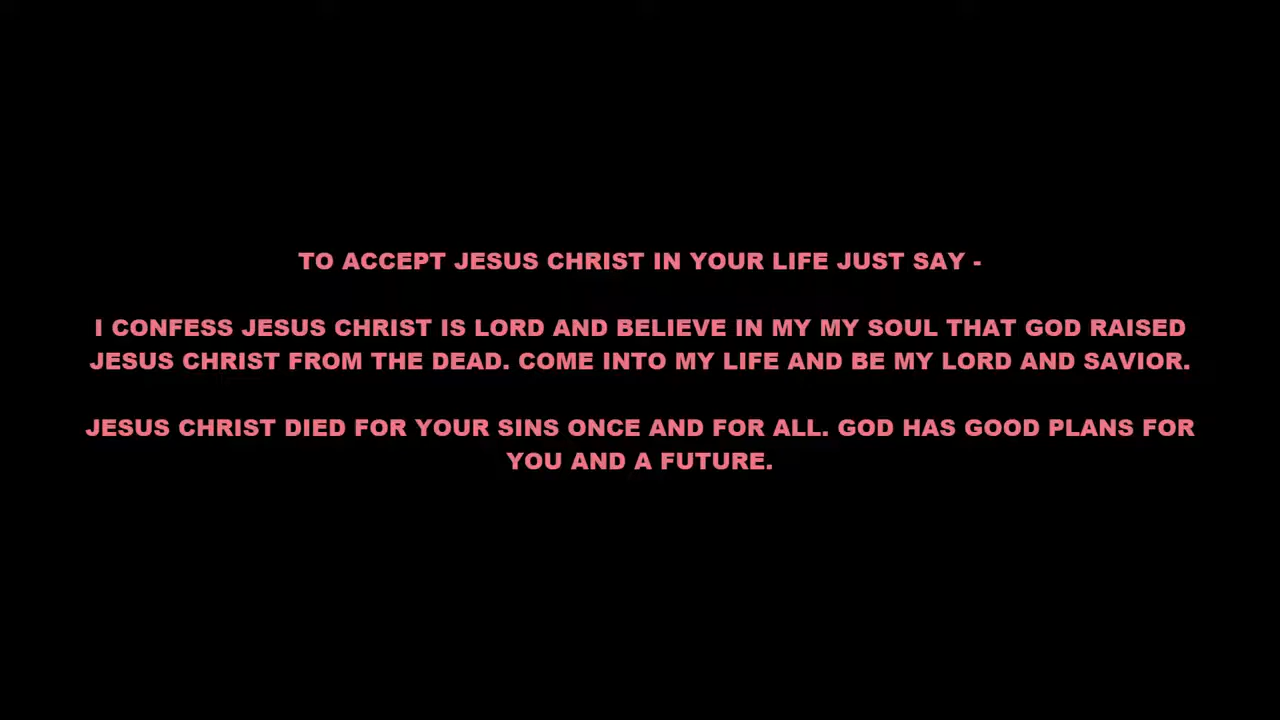 TO ACCEPT JESUS CHRIST IN YOUR LIFE JUST SAY -
I CONFESS JESUS CHRIST IS LORD AND BELIEVE IN MY MY SOUL THAT GOD RAISED
JESUS CHRIST FROM THE DEAD. COME INTO MY LIFE AND BE MY LORD AND SAVIOR.
JESUS CHRIST DIED FOR YOUR SINS ONCE AND FOR ALL. GOD HAS GOOD PLANS FOR
YOU AND A FUTURE.